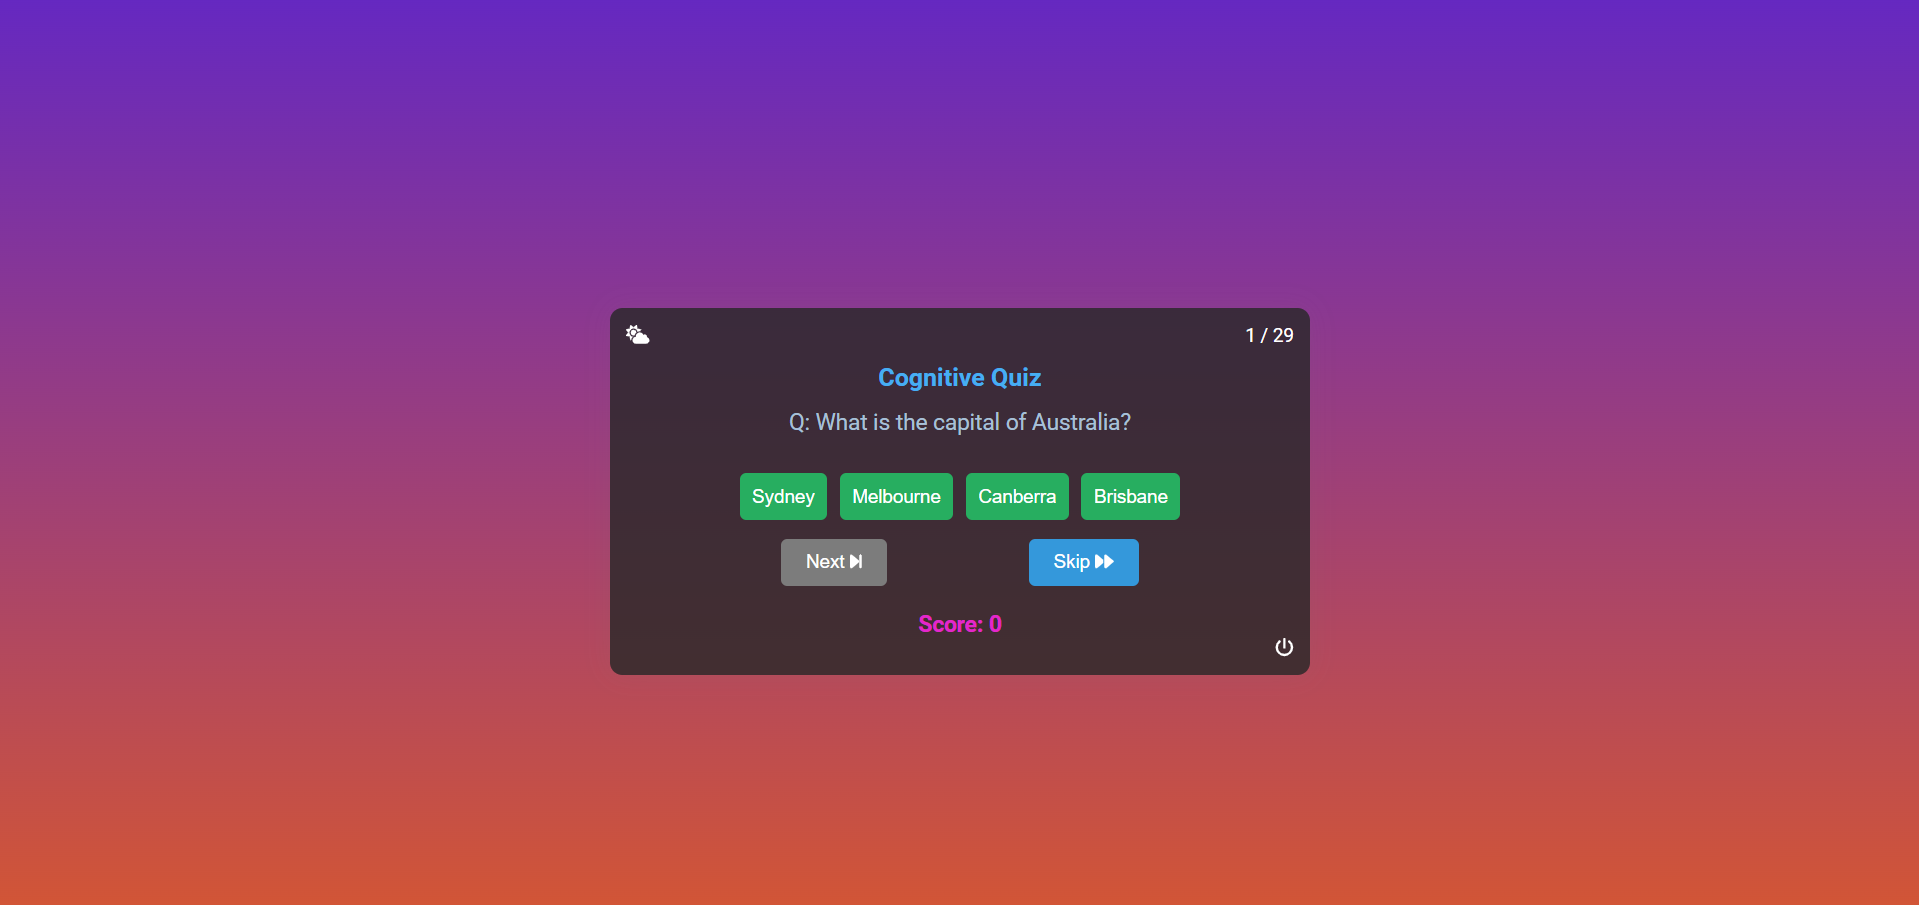 1 / 29
Cognitive Quiz
Q: What is the capital of Australia?
Sydney Melbourne Canberra Brisbane
Next Skip
Score: 0